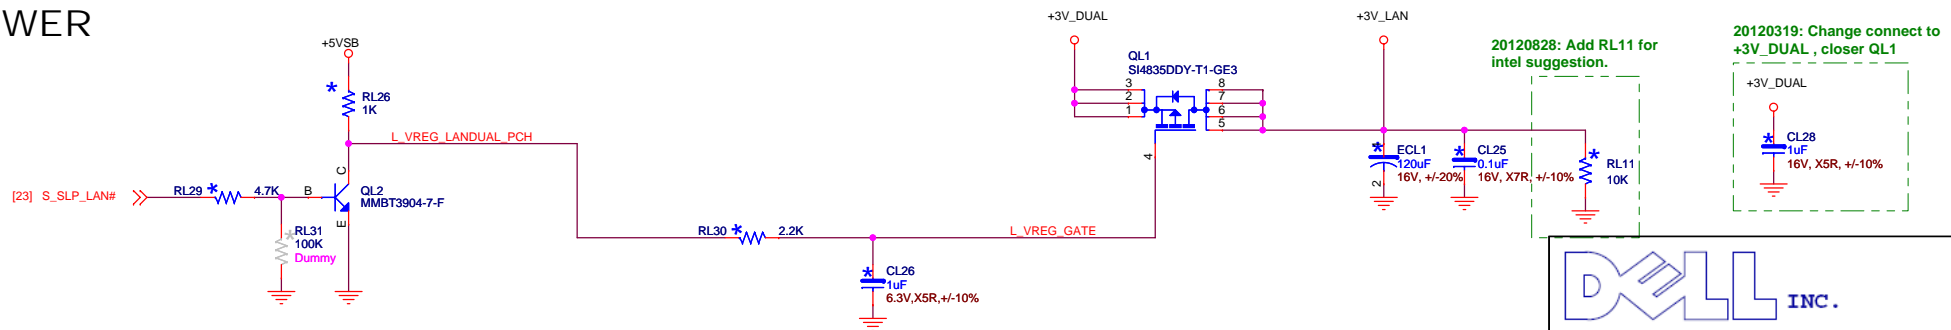 WER
+5VSB
RL26
1K
L_VREG_LANDUAL_PCH
[23] S_SLP_LAN#
RL29
*
4.7K
B
C
E
QL2
MMBT3904-7-F
*
RL31
100K
Dummy
*
RL30
*
2.2K
L_VREG_GATE
*
CL26
1uF
6.3V,X5R,+/-10%
+3V_DUAL
QL1
SI4835DDY-T1-GE3
3
2
1
8
7
6
5
4
+3V_LAN
*
ECL1
120uF
16V, +/-20%
2
*
CL25
0.1uF
16V, X7R, +/-10%
20120828: Add RL11 for
intel suggestion.
*
RL11
10K
20120319: Change connect to
+3V_DUAL , closer QL1
+3V_DUAL
*
CL28
1uF
16V, X5R, +/-10%
DELL INC.